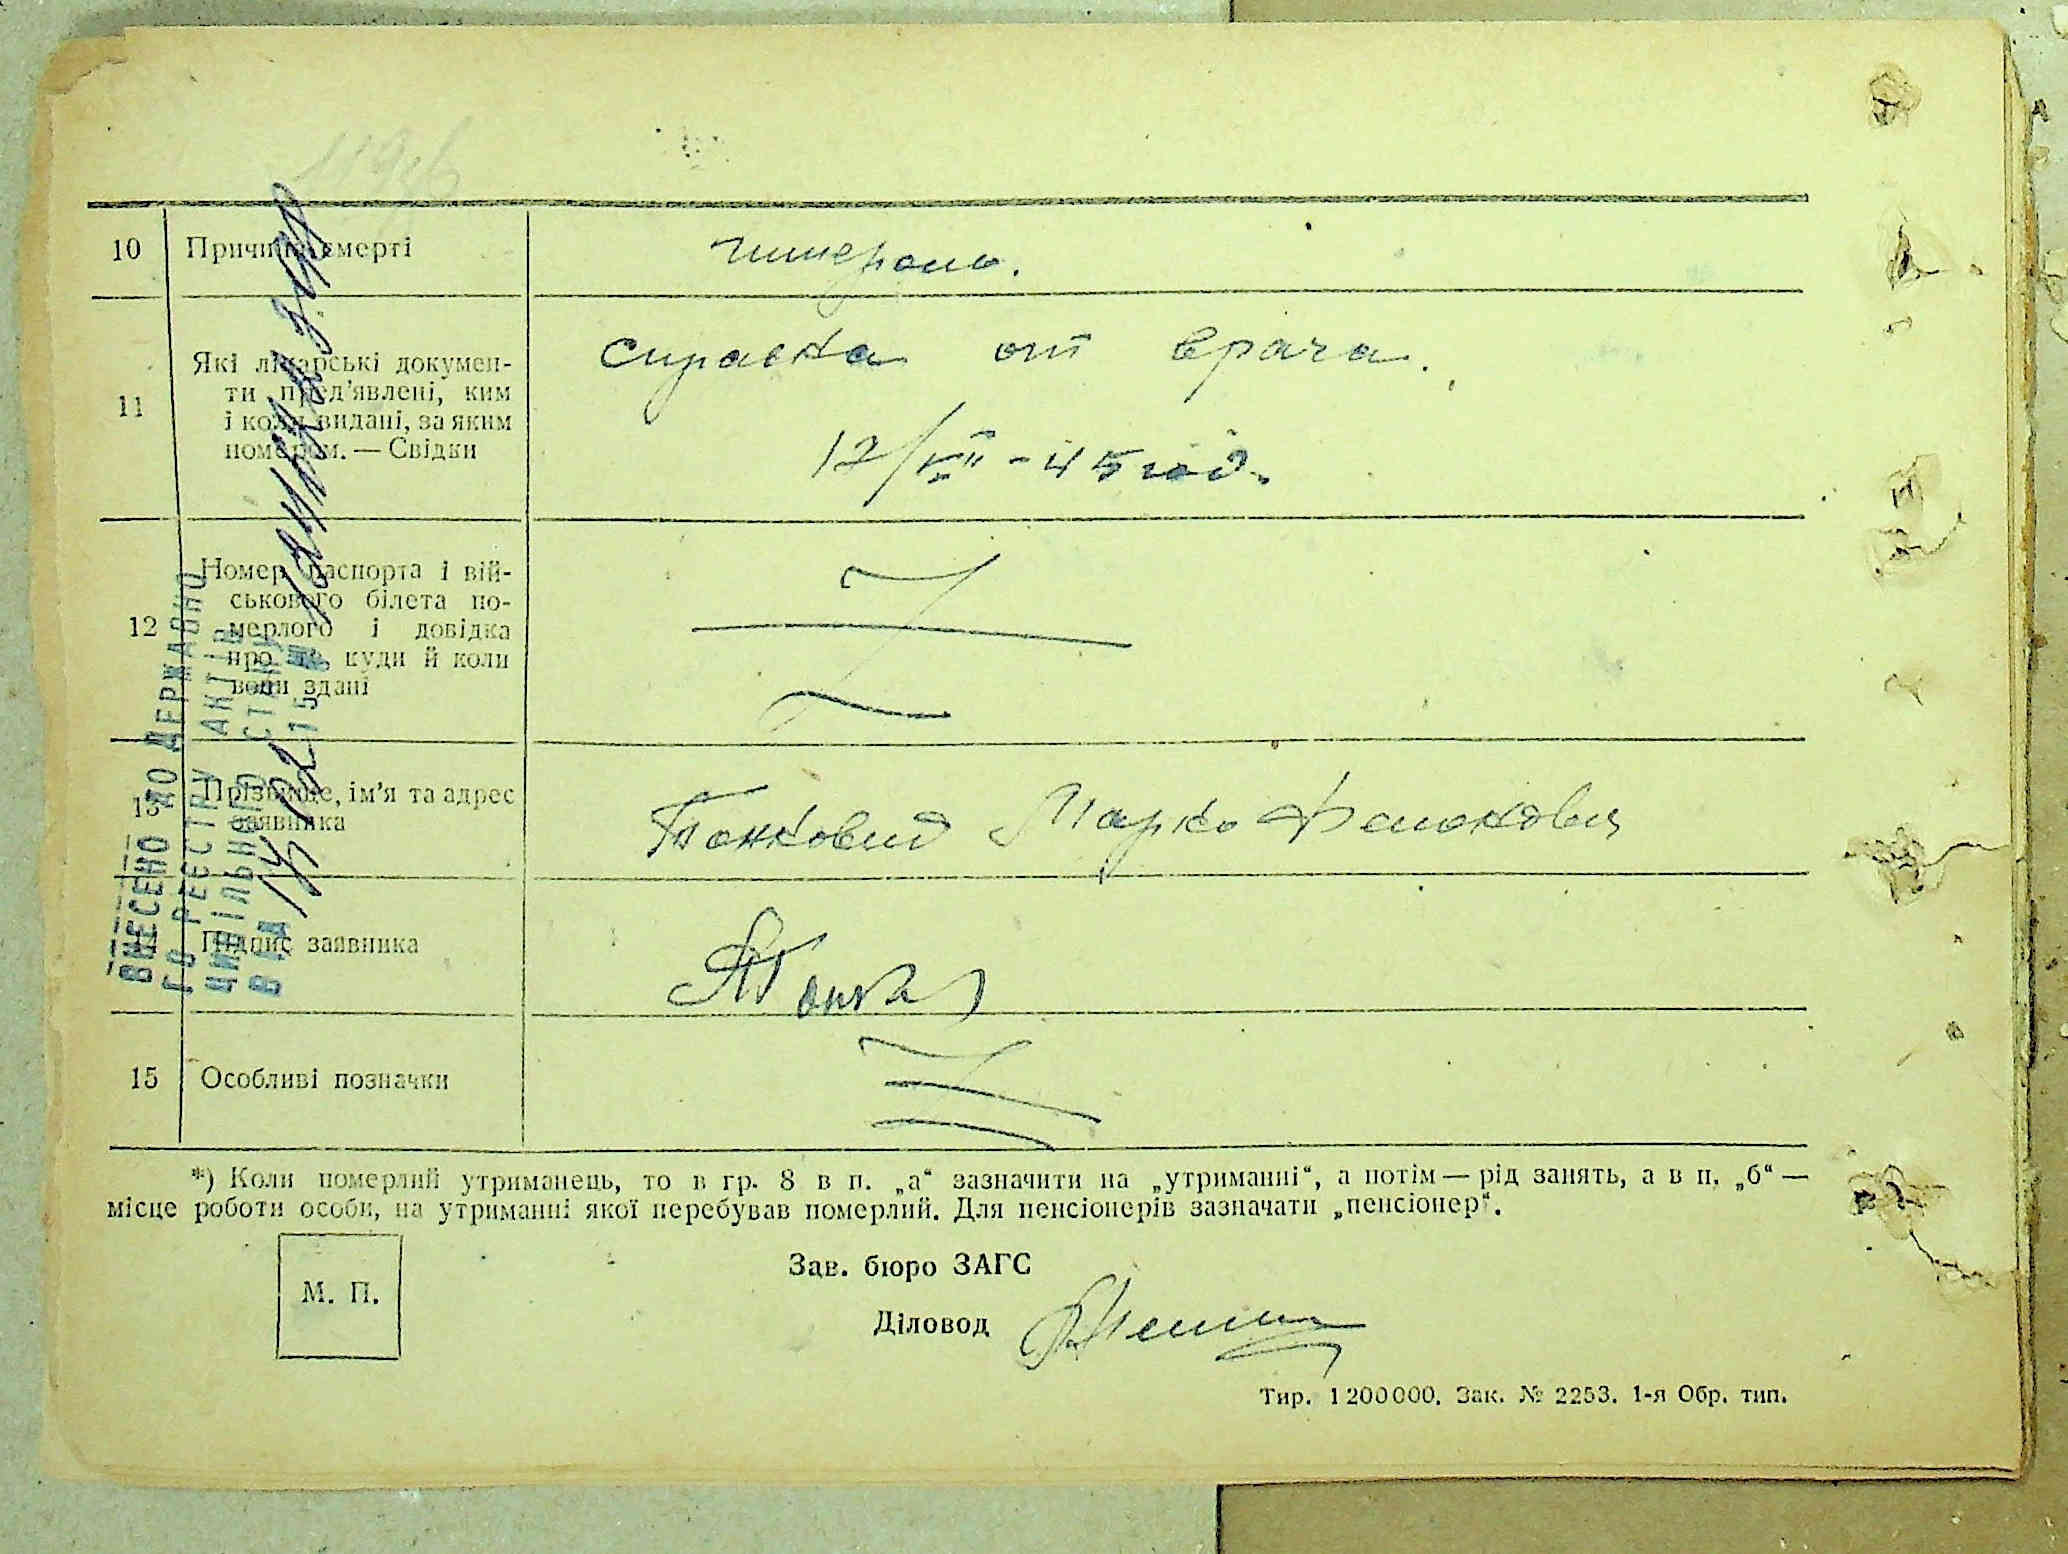 10 Причина смерті
11 Які лікарські докумен-
ти пред'явлені, ким
і коли видані, за яким
номером. — Свідки
справка от врача.
12/VII - 45 год.
12 Номер паспорта і вій-
ськового білета по-
мерлого і довідка
про те куди й коли
вони здані
13 Прізвище, ім'я та адрес
заявника
Марко
14 Підпис заявника
15 Особливі позначки
*) Коли померлий утриманець, то в гр. 8 в п. „а“ зазначити на „утриманні“, а потім — рід занять, а в п. „б“ —
місце роботи особи, на утриманні якої перебував померлий. Для пенсіонерів зазначати „пенсіонер“.
М. П.
Зав. бюро ЗАГС
Діловод
Тир. 1200000. Зак. № 2253. 1-я Обр. тип.
ВНЕСЕНО ДО ДЕРЖАВНО
ГО РЕЄСТРУ АКТІВ
ЦИВІЛЬНОГО СТАНУ
ВІД